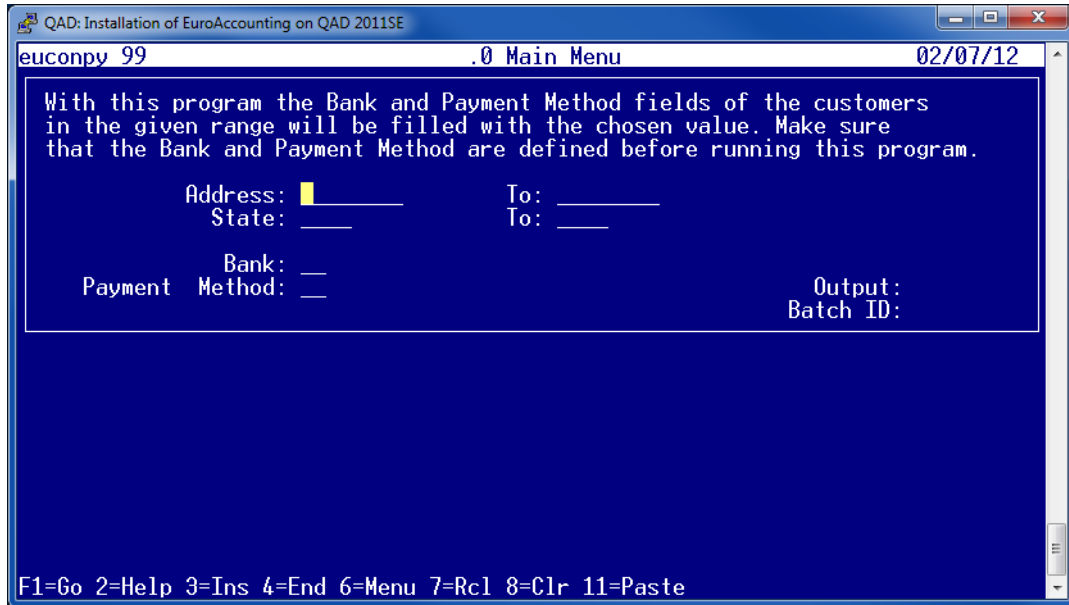 QAD: Installation of EuroAccounting on QAD 2011SE
euconpy 99 .0 Main Menu 02/07/12
With this program the Bank and Payment Method fields of the customers
in the given range will be filled with the chosen value. Make sure
that the Bank and Payment Method are defined before running this program.
Address: To:
State: To:
Bank:
Payment Method: Output:
Batch ID:
F1=Go 2=Help 3=Ins 4=End 6=Menu 7=Rcl 8=Clr 11=Paste